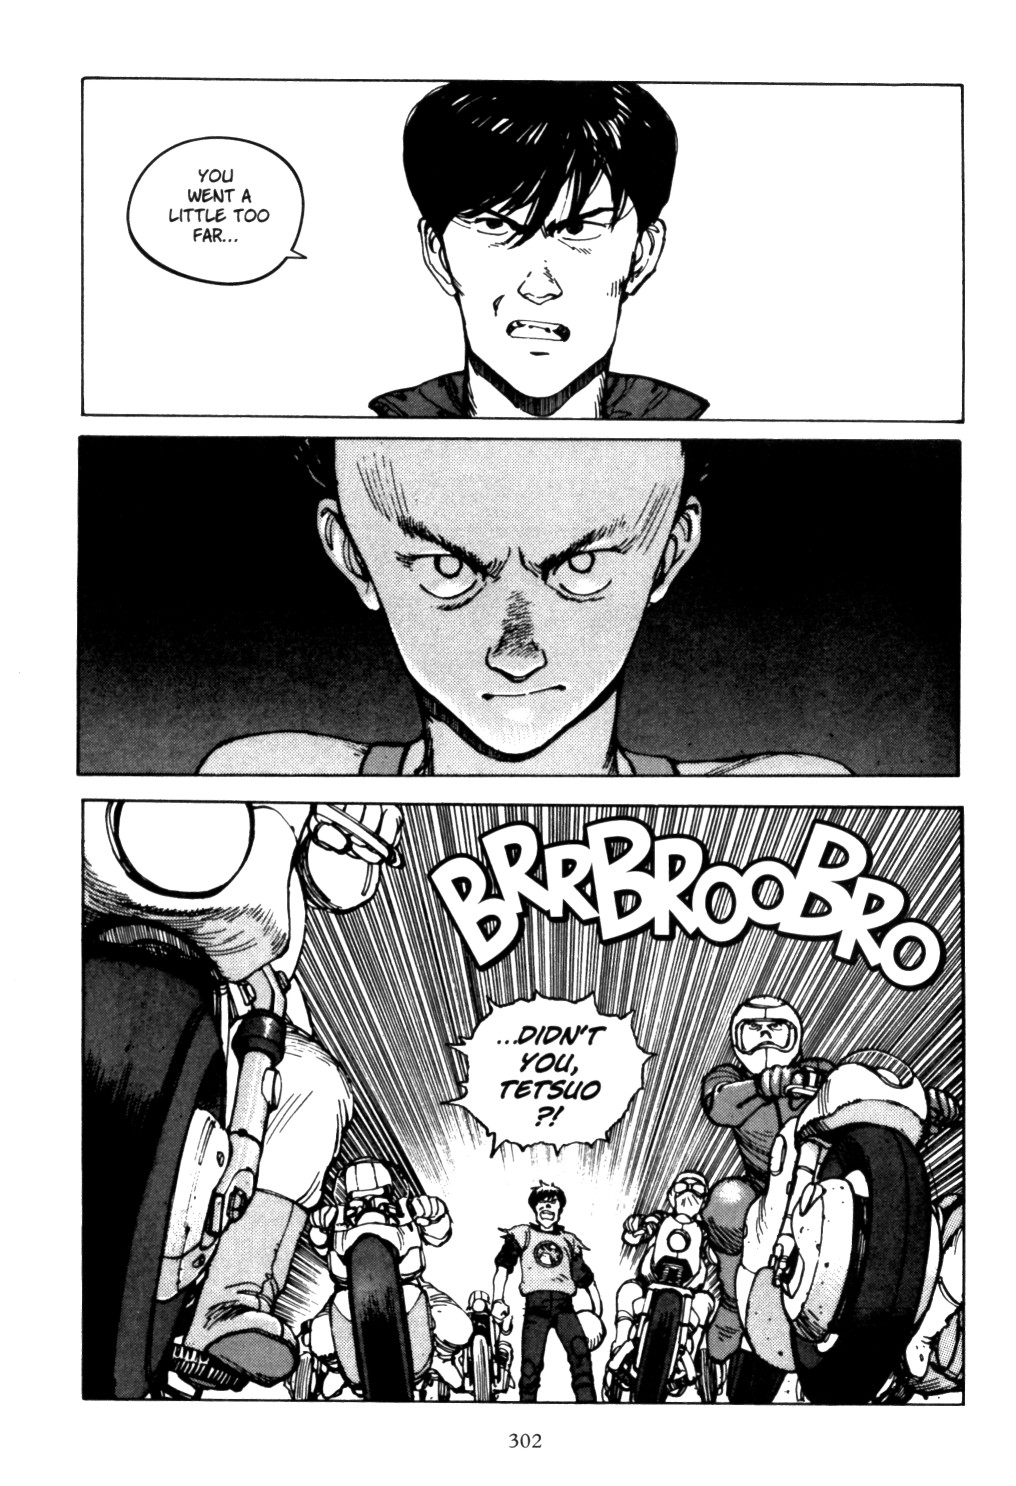 YOU
WENT A
LITTLE TOO
FAR...
BRRBROOBRO
...DIDN'T
YOU,
TETSUO
?!
302